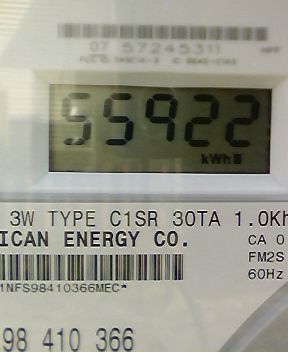 07 57245311
55922
kWh
3W TYPE C1SR 30TA 1.0Kh
ICAN ENERGY CO.
CA 0
FM2S
60Hz
1NFS98410366MEC*
98 410 366